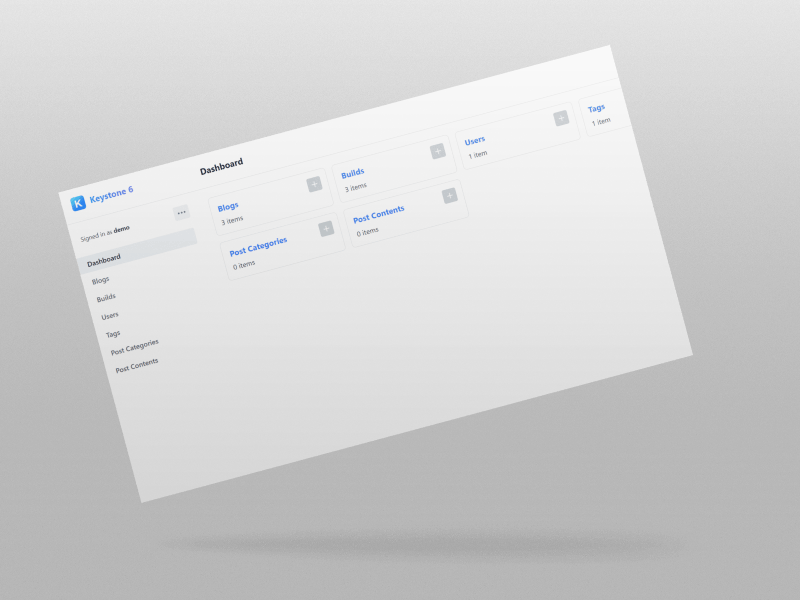 Keystone 6
Signed in as demo
Dashboard
Blogs
Builds
Users
Tags
Post Categories
Post Contents
Dashboard
Blogs
3 items
Builds
3 items
Users
1 item
Tags
1 item
Post Categories
0 items
Post Contents
0 items